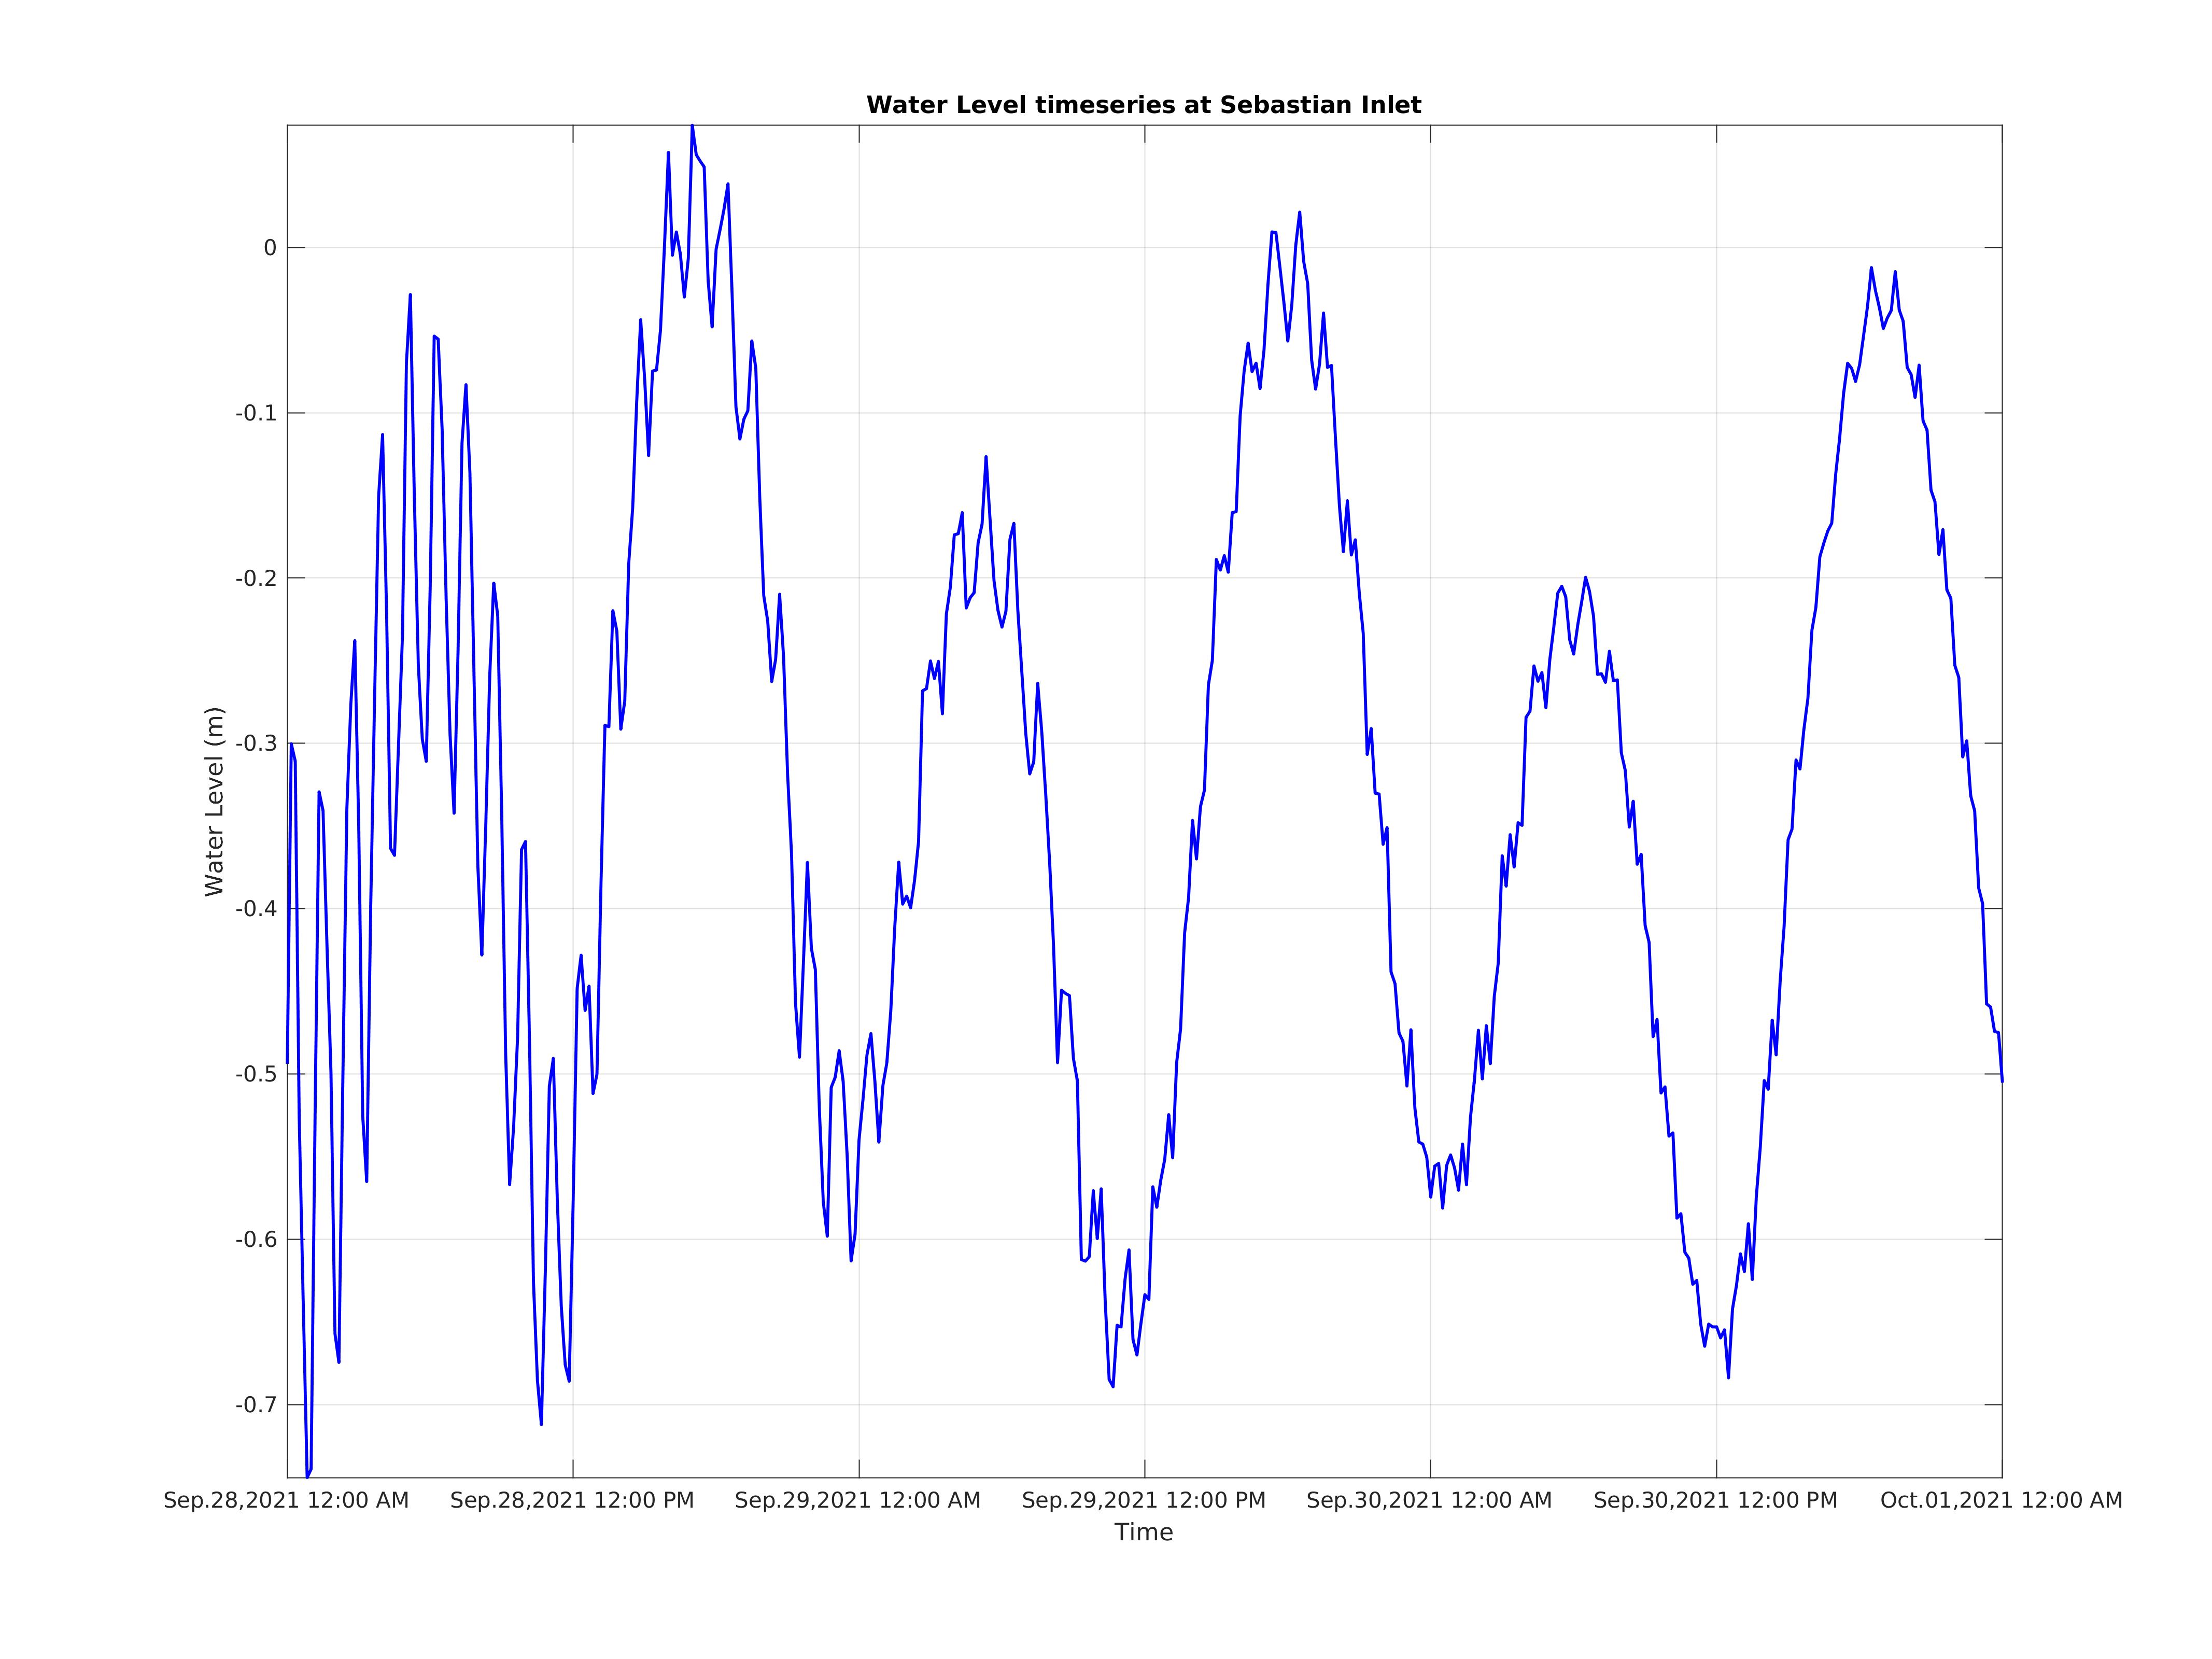 Water Level timeseries at Sebastian Inlet
0
-0.1
-0.2
-0.3
-0.4
-0.5
-0.6
-0.7
Water Level (m)
Sep.28,2021 12:00 AM
Sep.28,2021 12:00 PM
Sep.29,2021 12:00 AM
Sep.29,2021 12:00 PM
Sep.30,2021 12:00 AM
Sep.30,2021 12:00 PM
Oct.01,2021 12:00 AM
Time